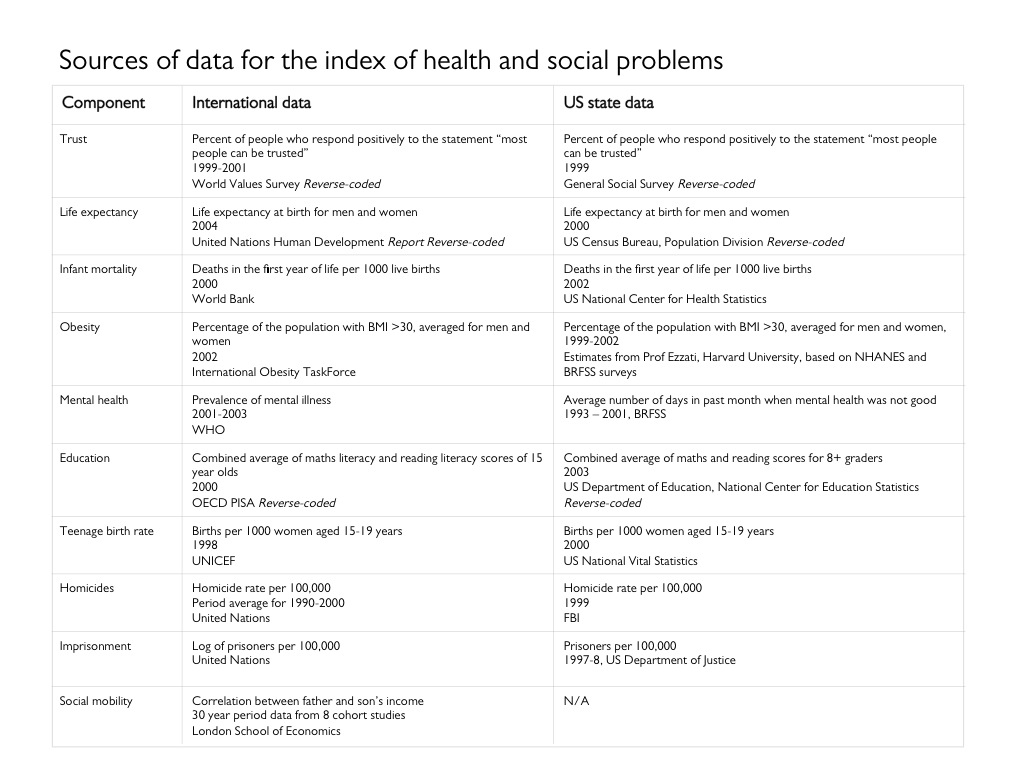 Sources of data for the index of health and social problems
Component
International data
US state data
Trust
Percent of people who respond positively to the statement “most
people can be trusted”
1999-2001
World Values Survey Reverse-coded
Percent of people who respond positively to the statement “most people
can be trusted”
1999
General Social Survey Reverse-coded
Life expectancy
Life expectancy at birth for men and women
2004
United Nations Human Development Report Reverse-coded
Life expectancy at birth for men and women
2000
US Census Bureau, Population Division Reverse-coded
Infant mortality
Deaths in the first year of life per 1000 live births
2000
World Bank
Deaths in the first year of life per 1000 live births
2002
US National Center for Health Statistics
Obesity
Percentage of the population with BMI >30, averaged for men and
women
2002
International Obesity TaskForce
Percentage of the population with BMI >30, averaged for men and women,
1999-2002
Estimates from Prof Ezzati, Harvard University, based on NHANES and
BRFSS surveys
Mental health
Prevalence of mental illness
2001-2003
WHO
Average number of days in past month when mental health was not good
1993 – 2001, BRFSS
Education
Combined average of maths literacy and reading literacy scores of 15
year olds
2000
OECD PISA Reverse-coded
Combined average of maths and reading scores for 8+ graders
2003
US Department of Education, National Center for Education Statistics
Reverse-coded
Teenage birth rate
Births per 1000 women aged 15-19 years
1998
UNICEF
Births per 1000 women aged 15-19 years
2000
US National Vital Statistics
Homicides
Homicide rate per 100,000
Period average for 1990-2000
United Nations
Homicide rate per 100,000
1999
FBI
Imprisonment
Log of prisoners per 100,000
United Nations
Prisoners per 100,000
1997-8, US Department of Justice
Social mobility
Correlation between father and son’s income
30 year period data from 8 cohort studies
London School of Economics
N/A